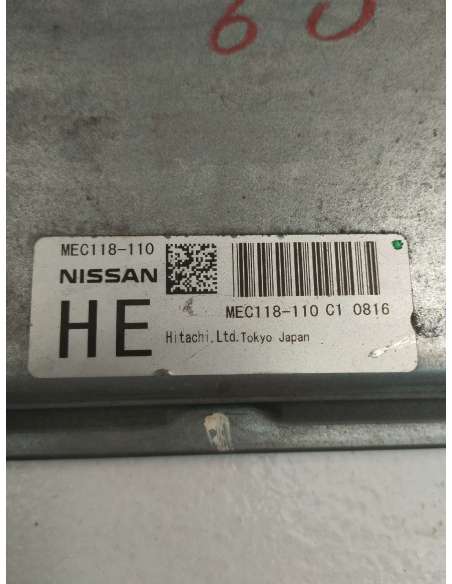 60
MEC118-110
NISSAN
HE
MEC118-110 C1 0816
Hitachi,Ltd.Tokyo Japan